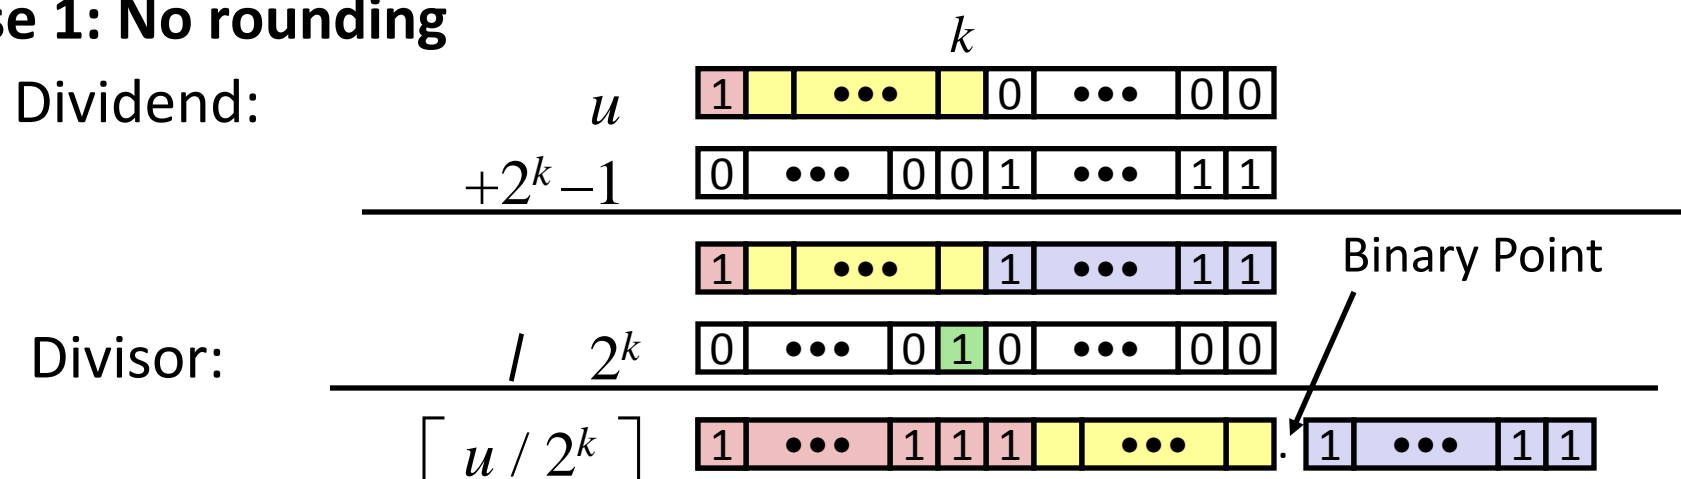 se 1: No rounding
k
Dividend: u 1 ••• 0 ••• 0 0
+2^k –1 0 ••• 0 0 1 ••• 1 1
1 ••• 1 ••• 1 1 Binary Point
Divisor: / 2^k 0 ••• 0 1 0 ••• 0 0
⌈ u / 2^k ⌉ 1 ••• 1 1 1 ••• . 1 ••• 1 1